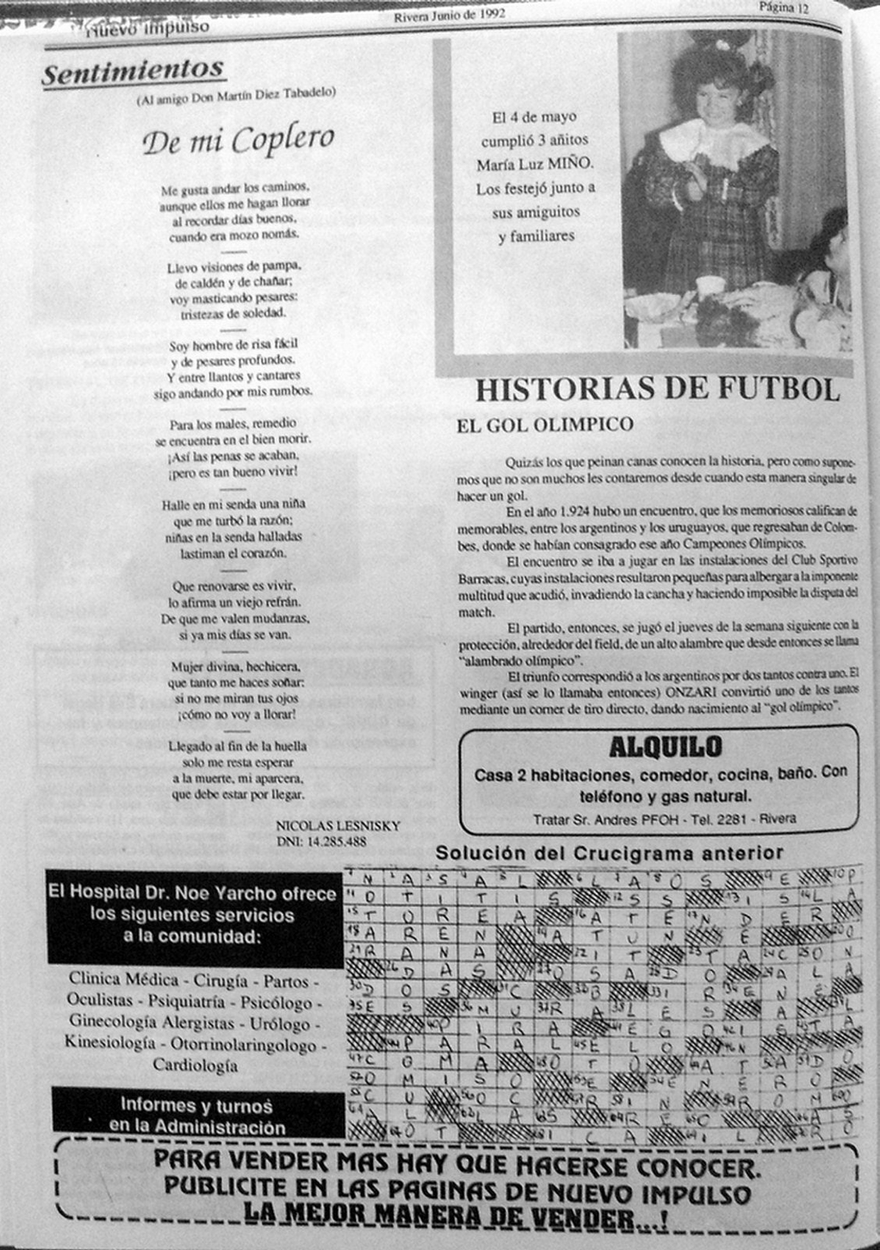 Nuevo Impulso
Rivera Junio de 1992
Página 12
Sentimientos
(Al amigo Don Martín Diez Tabadelo)
De mi Coplero
Me gusta andar los caminos,
aunque ellos me hagan llorar
al recordar días buenos,
cuando era mozo nomás.
Llevo visiones de pampa,
de caldén y de chañar;
voy masticando pesares:
tristezas de soledad.
Soy hombre de risa fácil
y de pesares profundos.
Y entre llantos y cantares
sigo andando por mis rumbos.
Para los males, remedio
se encuentra en el bien morir.
¡Así las penas se acaban,
¡pero es tan bueno vivir!
Halle en mi senda una niña
que me turbó la razón;
niñas en la senda halladas
lastiman el corazón.
Que renovarse es vivir,
lo afirma un viejo refrán.
De que me valen mudanzas,
si ya mis días se van.
Mujer divina, hechicera,
que tanto me haces soñar:
si no me miran tus ojos
¡cómo no voy a llorar!
Llegado al fin de la huella
solo me resta esperar
a la muerte, mi aparcera,
que debe estar por llegar.
NICOLAS LESNISKY
DNI: 14.285.488
El 4 de mayo
cumplió 3 añitos
María Luz MIÑO.
Los festejó junto a
sus amiguitos
y familiares
HISTORIAS DE FUTBOL
EL GOL OLIMPICO
Quizás los que peinan canas conocen la historia, pero como supone-
mos que no son muchos les contaremos desde cuando esta manera singular de
hacer un gol.
En el año 1.924 hubo un encuentro, que los memoriosos califican de
memorables, entre los argentinos y los uruguayos, que regresaban de Colom-
bes, donde se habían consagrado ese año Campeones Olímpicos.
El encuentro se iba a jugar en las instalaciones del Club Sportivo
Barracas, cuyas instalaciones resultaron pequeñas para albergar a la imponente
multitud que acudió, invadiendo la cancha y haciendo imposible la disputa del
match.
El partido, entonces, se jugó el jueves de la semana siguiente con la
protección, alrededor del field, de un alto alambre que desde entonces se llama
"alambrado olímpico".
El triunfo correspondió a los argentinos por dos tantos contra uno. El
winger (así se lo llamaba entonces) ONZARI convirtió uno de los tantos
mediante un corner de tiro directo, dando nacimiento al "gol olímpico".
ALQUILO
Casa 2 habitaciones, comedor, cocina, baño. Con
teléfono y gas natural.
Tratar Sr. Andres PFOH - Tel. 2281 - Rivera
Solución del Crucigrama anterior
El Hospital Dr. Noe Yarcho ofrece
los siguientes servicios
a la comunidad:
Clinica Médica - Cirugía - Partos -
Oculistas - Psiquiatría - Psicólogo -
Ginecología Alergistas - Urólogo -
Kinesiología - Otorrinolaringologo -
Cardiología
Informes y turnos
en la Administración
PARA VENDER MAS HAY QUE HACERSE CONOCER.
PUBLICITE EN LAS PAGINAS DE NUEVO IMPULSO
LA MEJOR MANERA DE VENDER...!